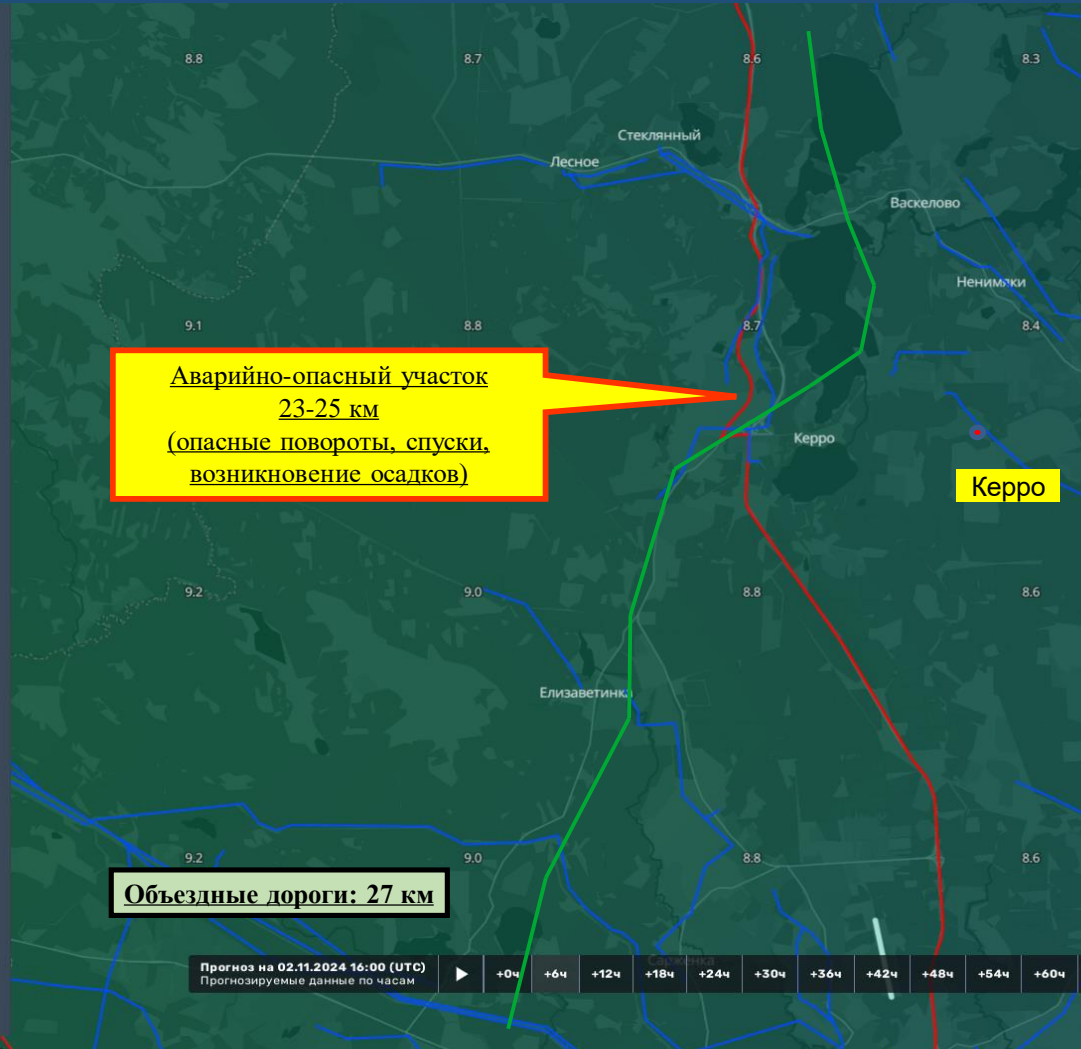 8.8 8.7 8.6 8.3
Стеклянный
Лесное
Васкелово
Ненимяки
9.1 8.8 8.7 8.4
Аварийно-опасный участок
23-25 км
(опасные повороты, спуски,
возникновение осадков)
Керро
Керро
9.2 9.0 8.8 8.6
Елизаветинка
9.2 9.0 8.8 8.6
Объездные дороги: 27 км
Сарженка
Прогноз на 02.11.2024 16:00 (UTC)
Прогнозируемые данные по часам
+0ч +6ч +12ч +18ч +24ч +30ч +36ч +42ч +48ч +54ч +60ч